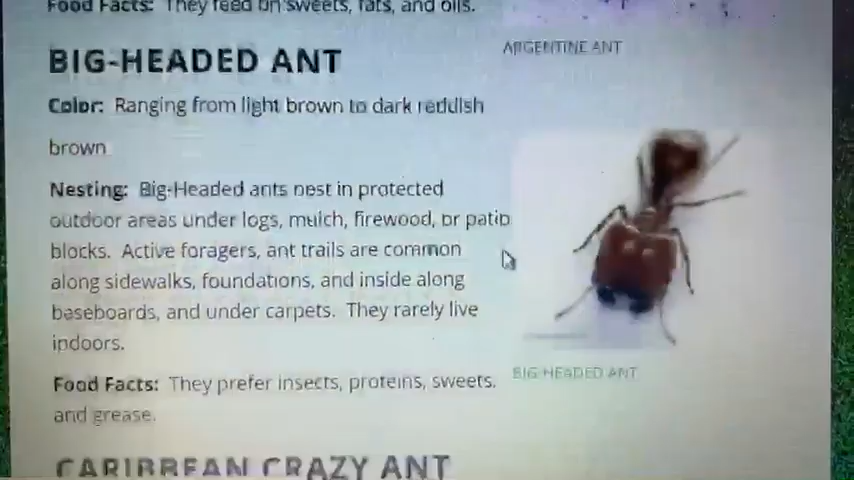 Food Facts: They feed on sweets, fats, and oils.
ARGENTINE ANT
BIG-HEADED ANT
Color: Ranging from light brown to dark reddish
brown
Nesting: Big-Headed ants nest in protected
outdoor areas under logs, mulch, firewood, or patio
blocks. Active foragers, ant trails are common
along sidewalks, foundations, and inside along
baseboards, and under carpets. They rarely live
indoors.
BIG-HEADED ANT
Food Facts: They prefer insects, proteins, sweets.
and grease.
CARIBBEAN CRAZY ANT